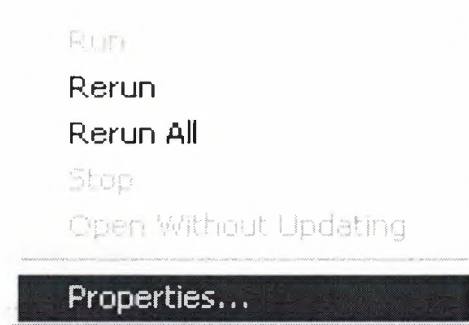 Run
Rerun
Rerun All
Stop
Open Without Updating
Properties...